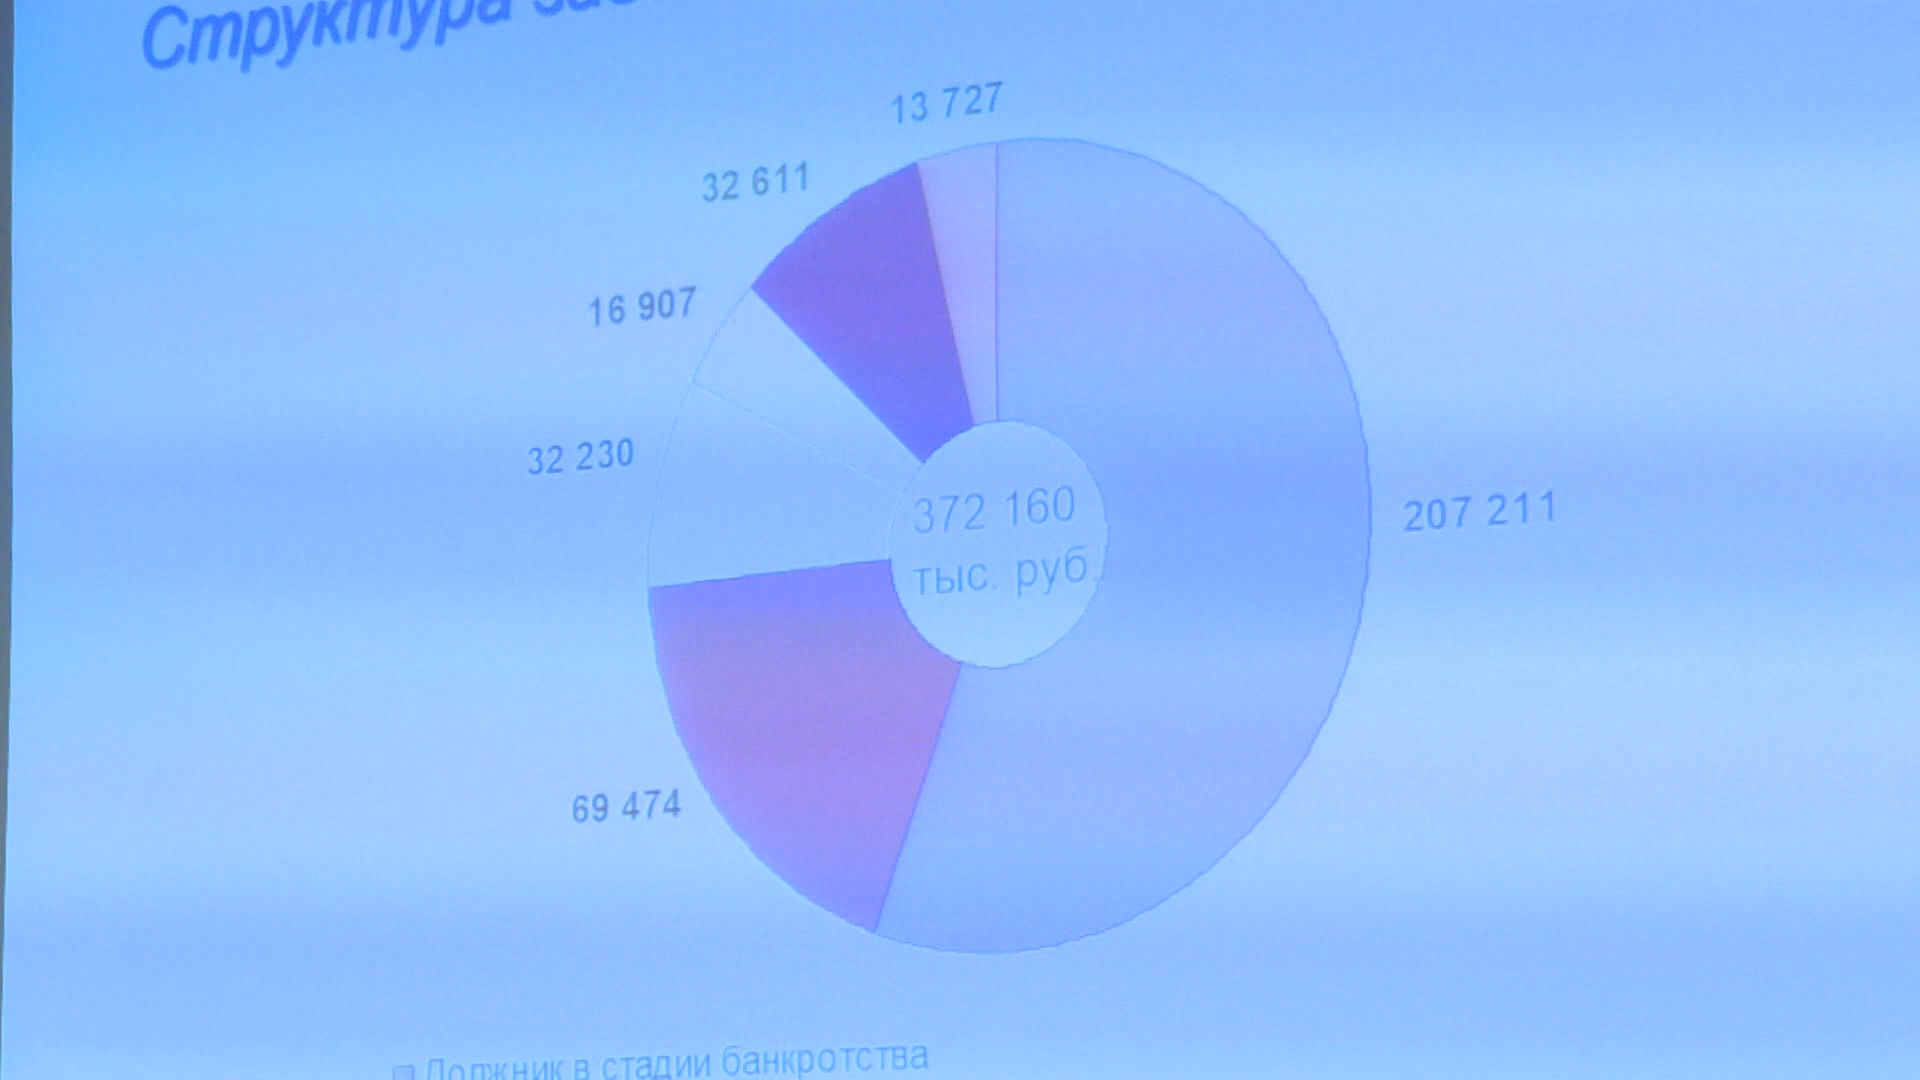 Структура
13 727
32 611
16 907
32 230
207 211
372 160
тыс. руб.
69 474
Должник в стадии банкротства